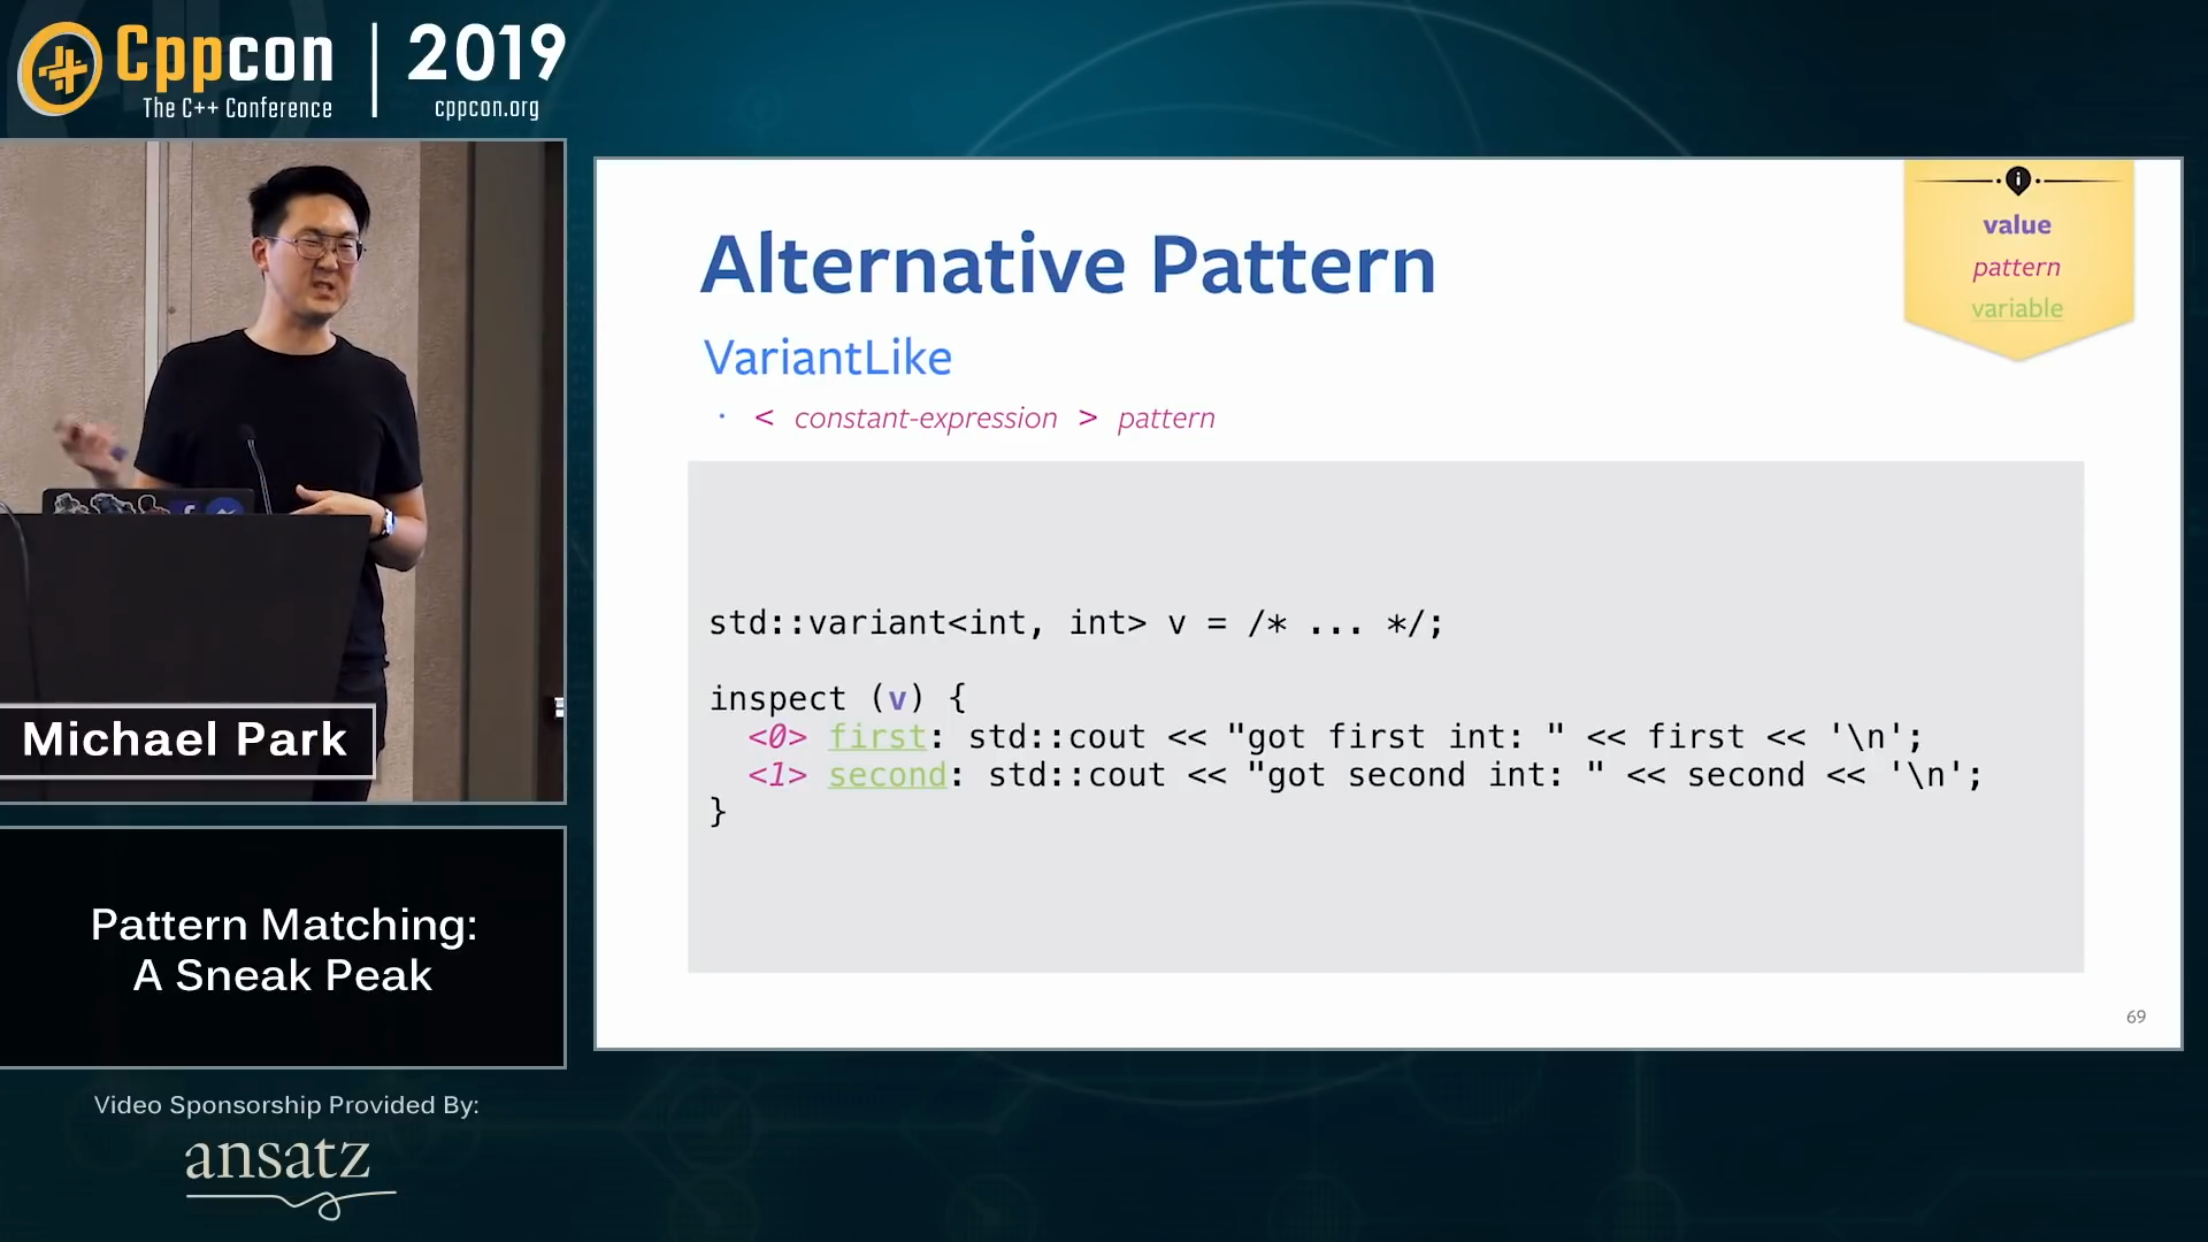 Cppcon
The C++ Conference
2019
cppcon.org
Michael Park
Pattern Matching:
A Sneak Peak
Video Sponsorship Provided By:
ansatz
Alternative Pattern
VariantLike
· < constant-expression > pattern
std::variant<int, int> v = /* ... */;
inspect (v) {
<0> first: std::cout << "got first int: " << first << '\n';
<1> second: std::cout << "got second int: " << second << '\n';
}
value
pattern
variable
69